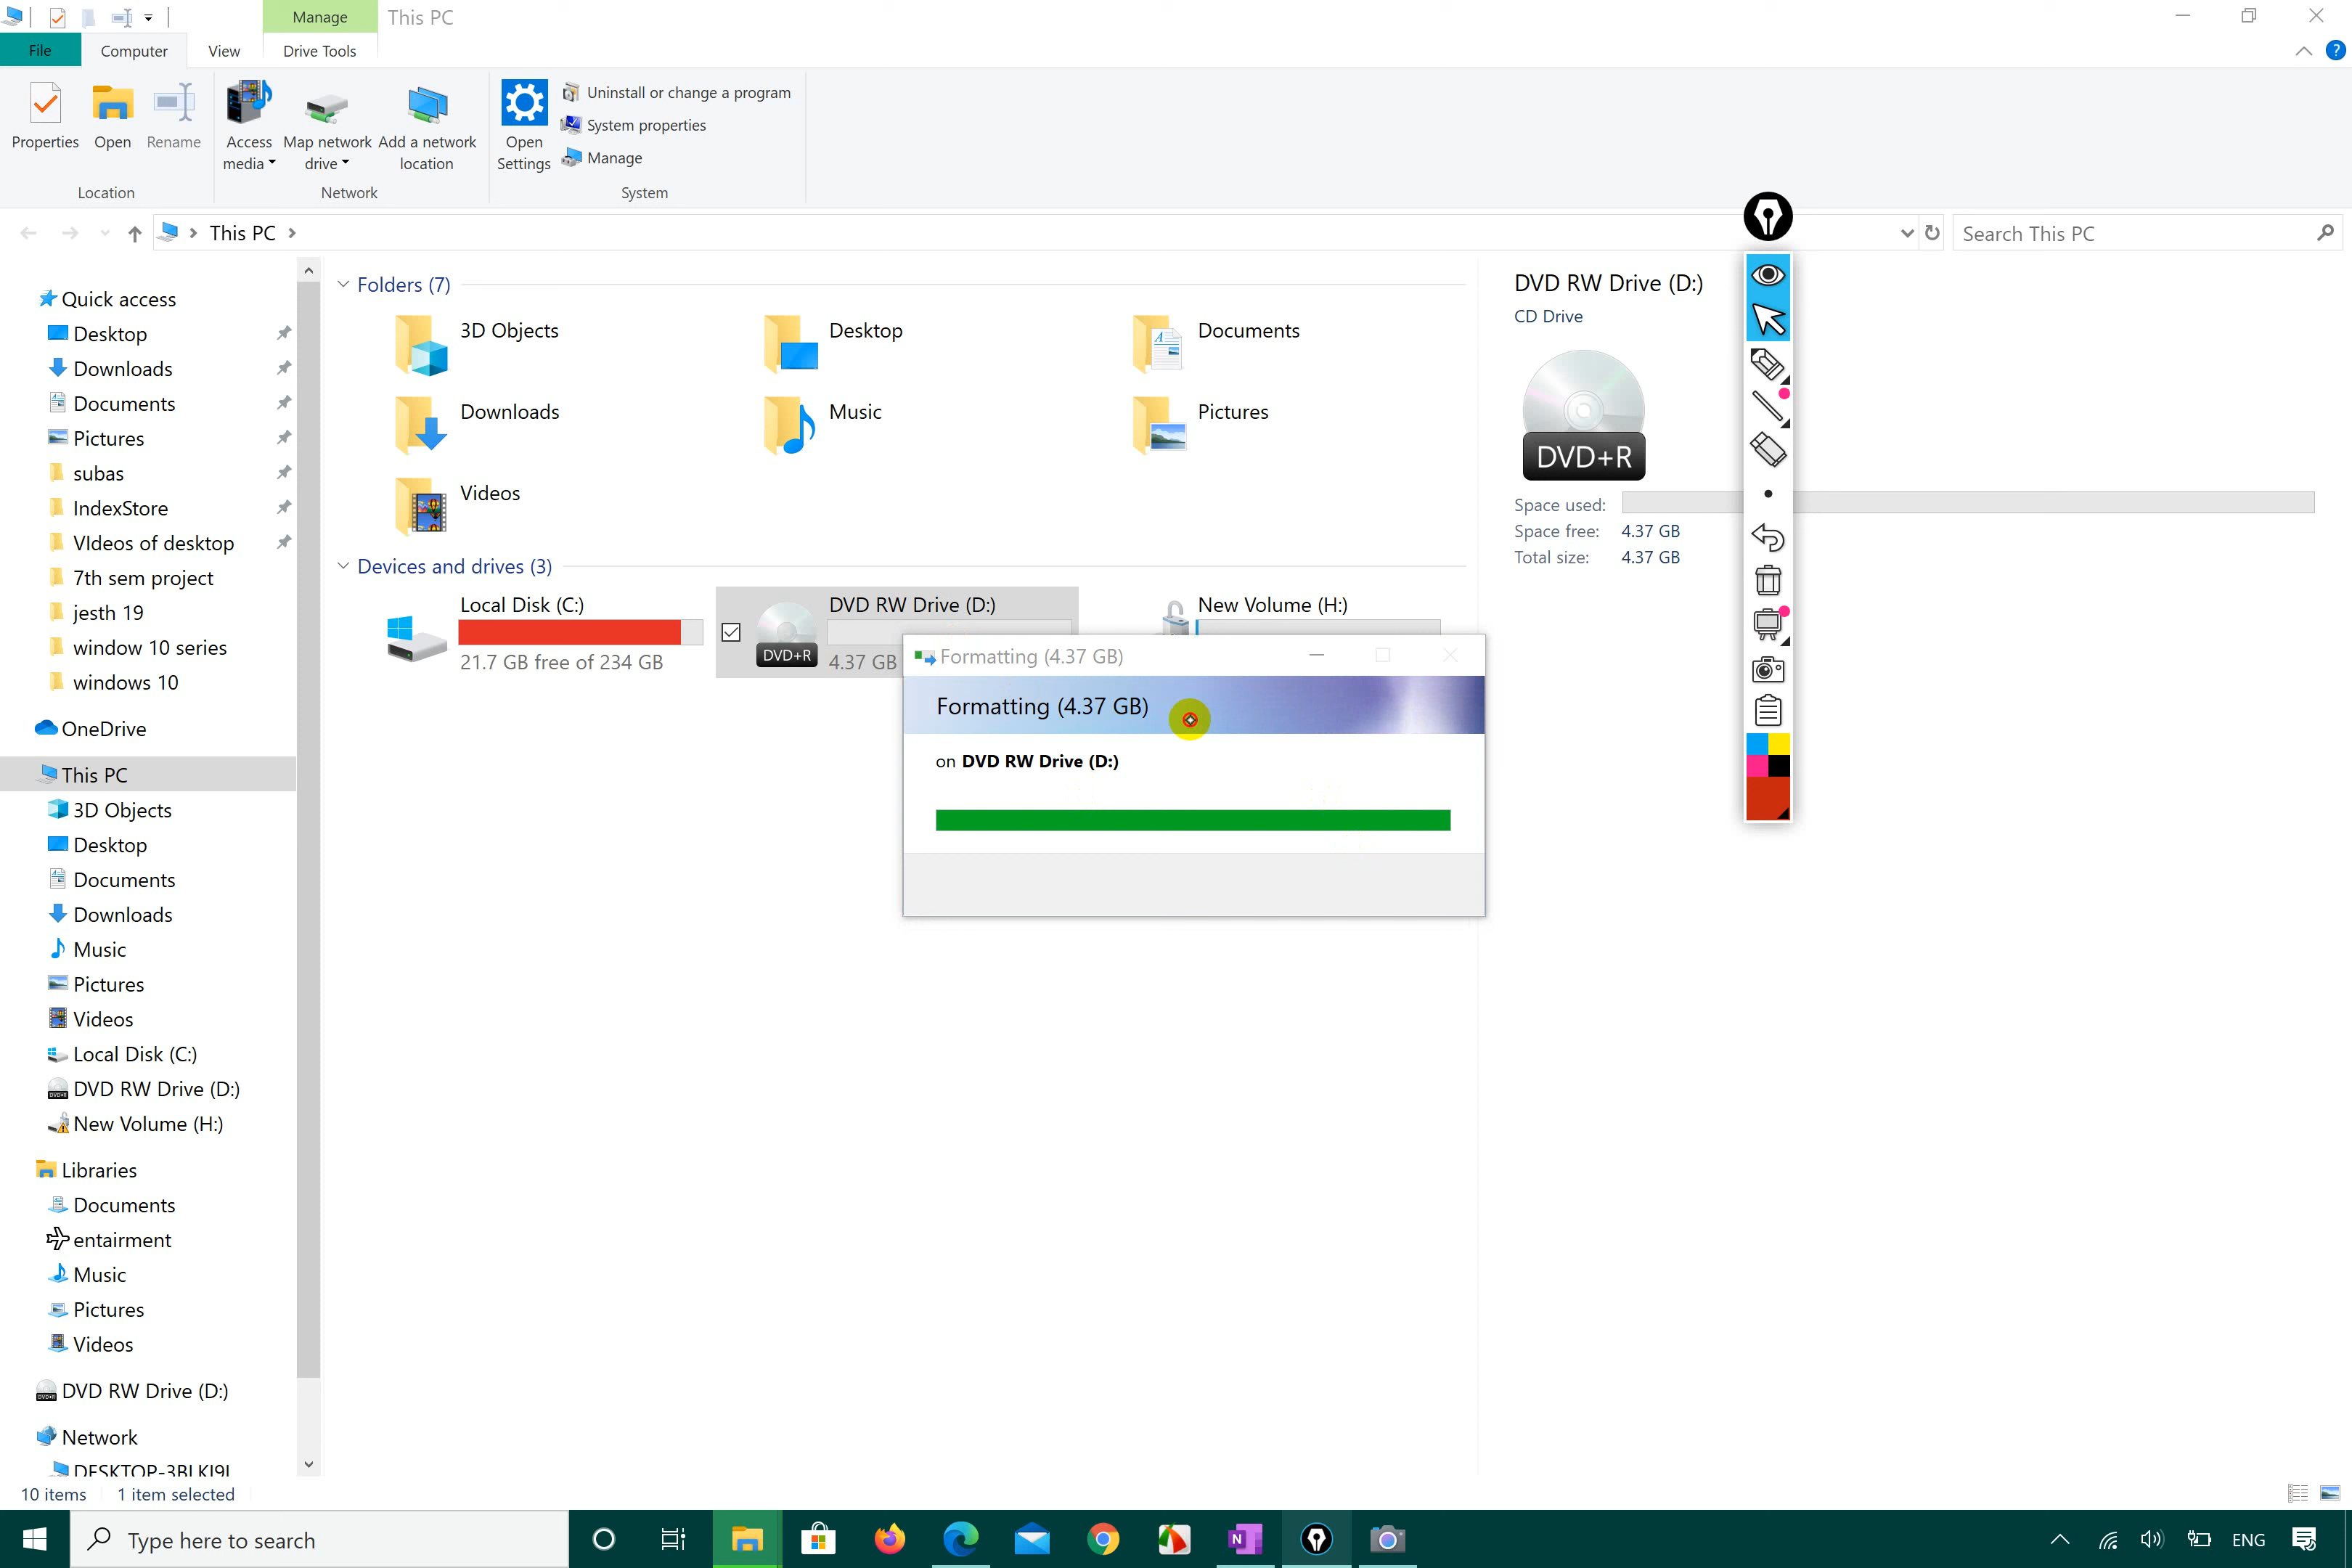 Manage
This PC
File
Computer
View
Drive Tools
Properties
Open
Rename
Access media
Map network drive
Add a network location
Open Settings
Uninstall or change a program
System properties
Manage
Location
Network
System
This PC
Search This PC
Quick access
Desktop
Downloads
Documents
Pictures
subas
IndexStore
VIdeos of desktop
7th sem project
jesth 19
window 10 series
windows 10
OneDrive
This PC
3D Objects
Desktop
Documents
Downloads
Music
Pictures
Videos
Local Disk (C:)
DVD RW Drive (D:)
New Volume (H:)
Libraries
Documents
entairment
Music
Pictures
Videos
DVD RW Drive (D:)
Network
Folders (7)
3D Objects
Desktop
Documents
Downloads
Music
Pictures
Videos
Devices and drives (3)
Local Disk (C:)
21.7 GB free of 234 GB
DVD RW Drive (D:)
DVD+R
4.37 GB
New Volume (H:)
Formatting (4.37 GB)
Formatting (4.37 GB)
on DVD RW Drive (D:)
DVD RW Drive (D:)
CD Drive
DVD+R
Space used:
Space free: 4.37 GB
Total size: 4.37 GB
10 items
1 item selected
Type here to search
ENG